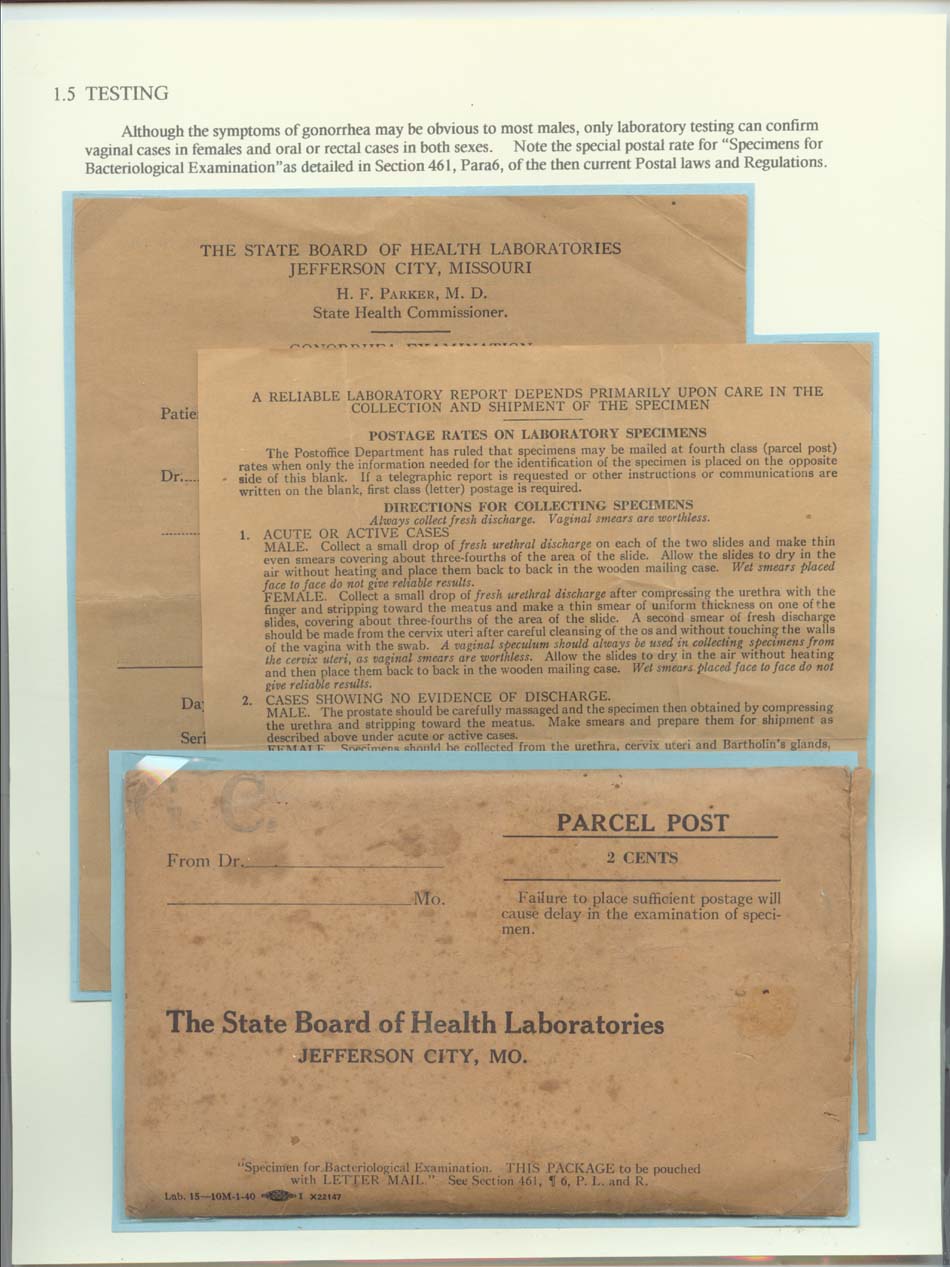 1.5 TESTING
Although the symptoms of gonorrhea may be obvious to most males, only laboratory testing can confirm
vaginal cases in females and oral or rectal cases in both sexes. Note the special postal rate for “Specimens for
Bacteriological Examination”as detailed in Section 461, Para6, of the then current Postal laws and Regulations.
THE STATE BOARD OF HEALTH LABORATORIES
JEFFERSON CITY, MISSOURI
H. F. PARKER, M. D.
State Health Commissioner.
Patie
Dr.
Da
Seri
A RELIABLE LABORATORY REPORT DEPENDS PRIMARILY UPON CARE IN THE
COLLECTION AND SHIPMENT OF THE SPECIMEN
POSTAGE RATES ON LABORATORY SPECIMENS
The Postoffice Department has ruled that specimens may be mailed at fourth class (parcel post)
rates when only the information needed for the identification of the specimen is placed on the opposite
side of this blank. If a telegraphic report is requested or other instructions or communications are
written on the blank, first class (letter) postage is required.
DIRECTIONS FOR COLLECTING SPECIMENS
Always collect fresh discharge. Vaginal smears are worthless.
1. ACUTE OR ACTIVE CASES
MALE. Collect a small drop of fresh urethral discharge on each of the two slides and make thin
even smears covering about three-fourths of the area of the slide. Allow the slides to dry in the
air without heating and place them back to back in the wooden mailing case. Wet smears placed
face to face do not give reliable results.
FEMALE. Collect a small drop of fresh urethral discharge after compressing the urethra with the
finger and stripping toward the meatus and make a thin smear of uniform thickness on one of the
slides, covering about three-fourths of the area of the slide. A second smear of fresh discharge
should be made from the cervix uteri after careful cleansing of the os and without touching the walls
of the vagina with the swab. A vaginal speculum should always be used in collecting specimens from
the cervix uteri, as vaginal smears are worthless. Allow the slides to dry in the air without heating
and then place them back to back in the wooden mailing case. Wet smears placed face to face do not
give reliable results.
2. CASES SHOWING NO EVIDENCE OF DISCHARGE.
MALE. The prostate should be carefully massaged and the specimen then obtained by compressing
the urethra and stripping toward the meatus. Make smears and prepare them for shipment as
described above under acute or active cases.
FEMALE. Specimens should be collected from the urethra, cervix uteri and Bartholin's glands,
G. C.
From Dr.
Mo.
PARCEL POST
2 CENTS
Failure to place sufficient postage will
cause delay in the examination of speci-
men.
The State Board of Health Laboratories
JEFFERSON CITY, MO.
“Specimen for Bacteriological Examination. THIS PACKAGE to be pouched
with LETTER MAIL.” See Section 461, ¶ 6, P. L. and R.
Lab. 15—10M-1-40 1 X22147